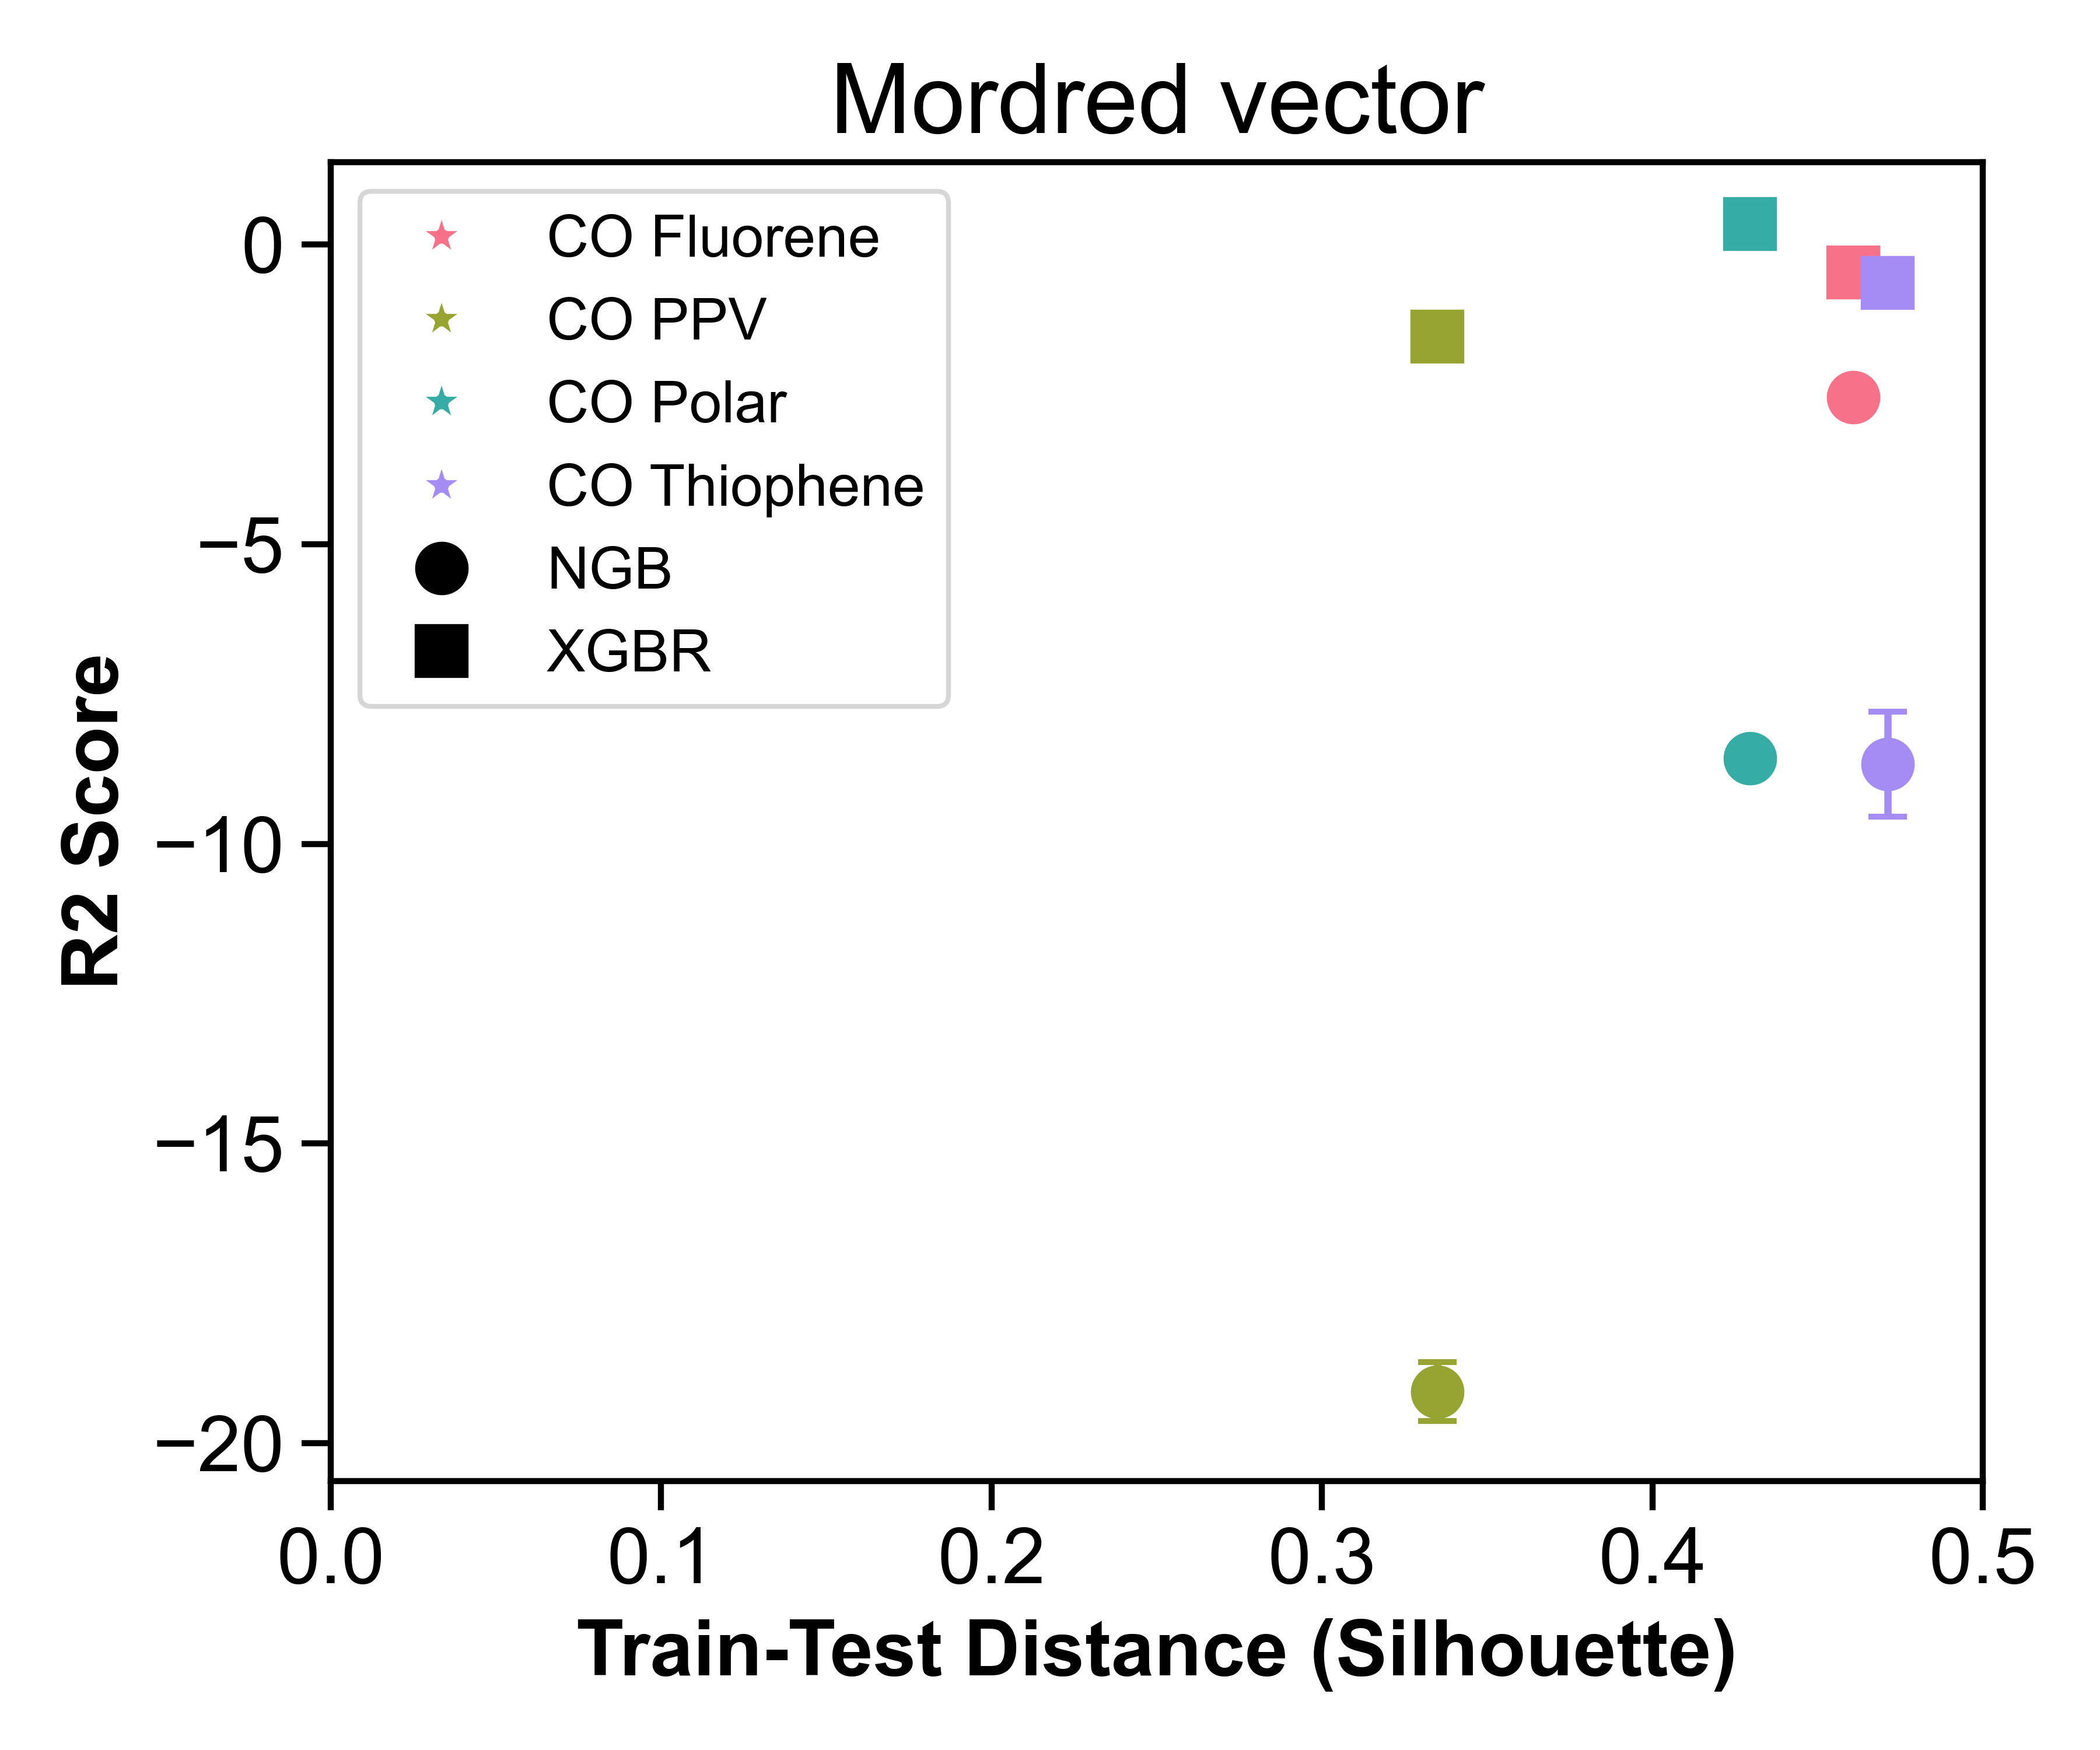 Mordred vector
CO Fluorene
CO PPV
CO Polar
CO Thiophene
NGB
XGBR
0
−5
−10
−15
−20
R2 Score
0.0 0.1 0.2 0.3 0.4 0.5
Train-Test Distance (Silhouette)